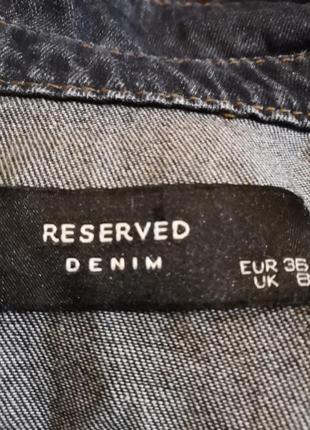 RESERVED
DENIM
EUR 36
UK 8